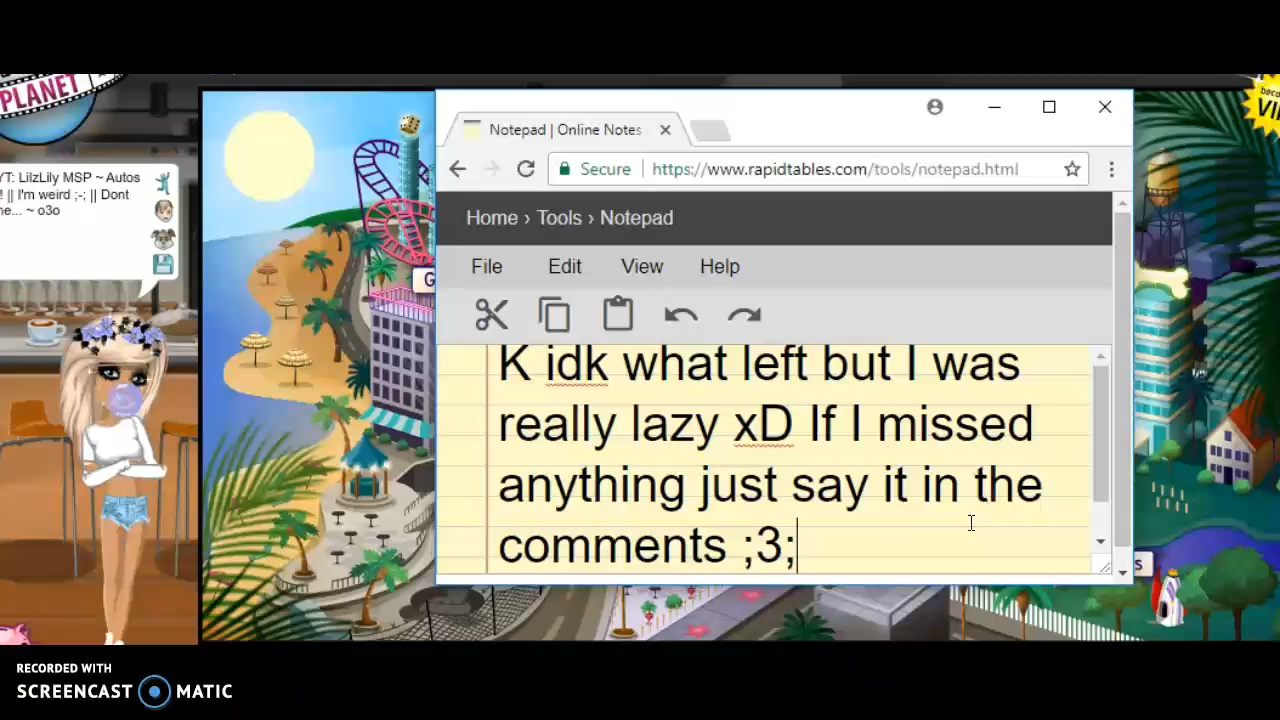 PLANET
YT: LilzLily MSP ~ Autos
! || I'm weird ;-; || Dont
e... ~ o3o
Notepad | Online Notes
Secure
https://www.rapidtables.com/tools/notepad.html
Home › Tools › Notepad
File Edit View Help
K idk what left but I was
really lazy xD If I missed
anything just say it in the
comments ;3;
G
beco
VI
S
RECORDED WITH
SCREENCAST MATIC